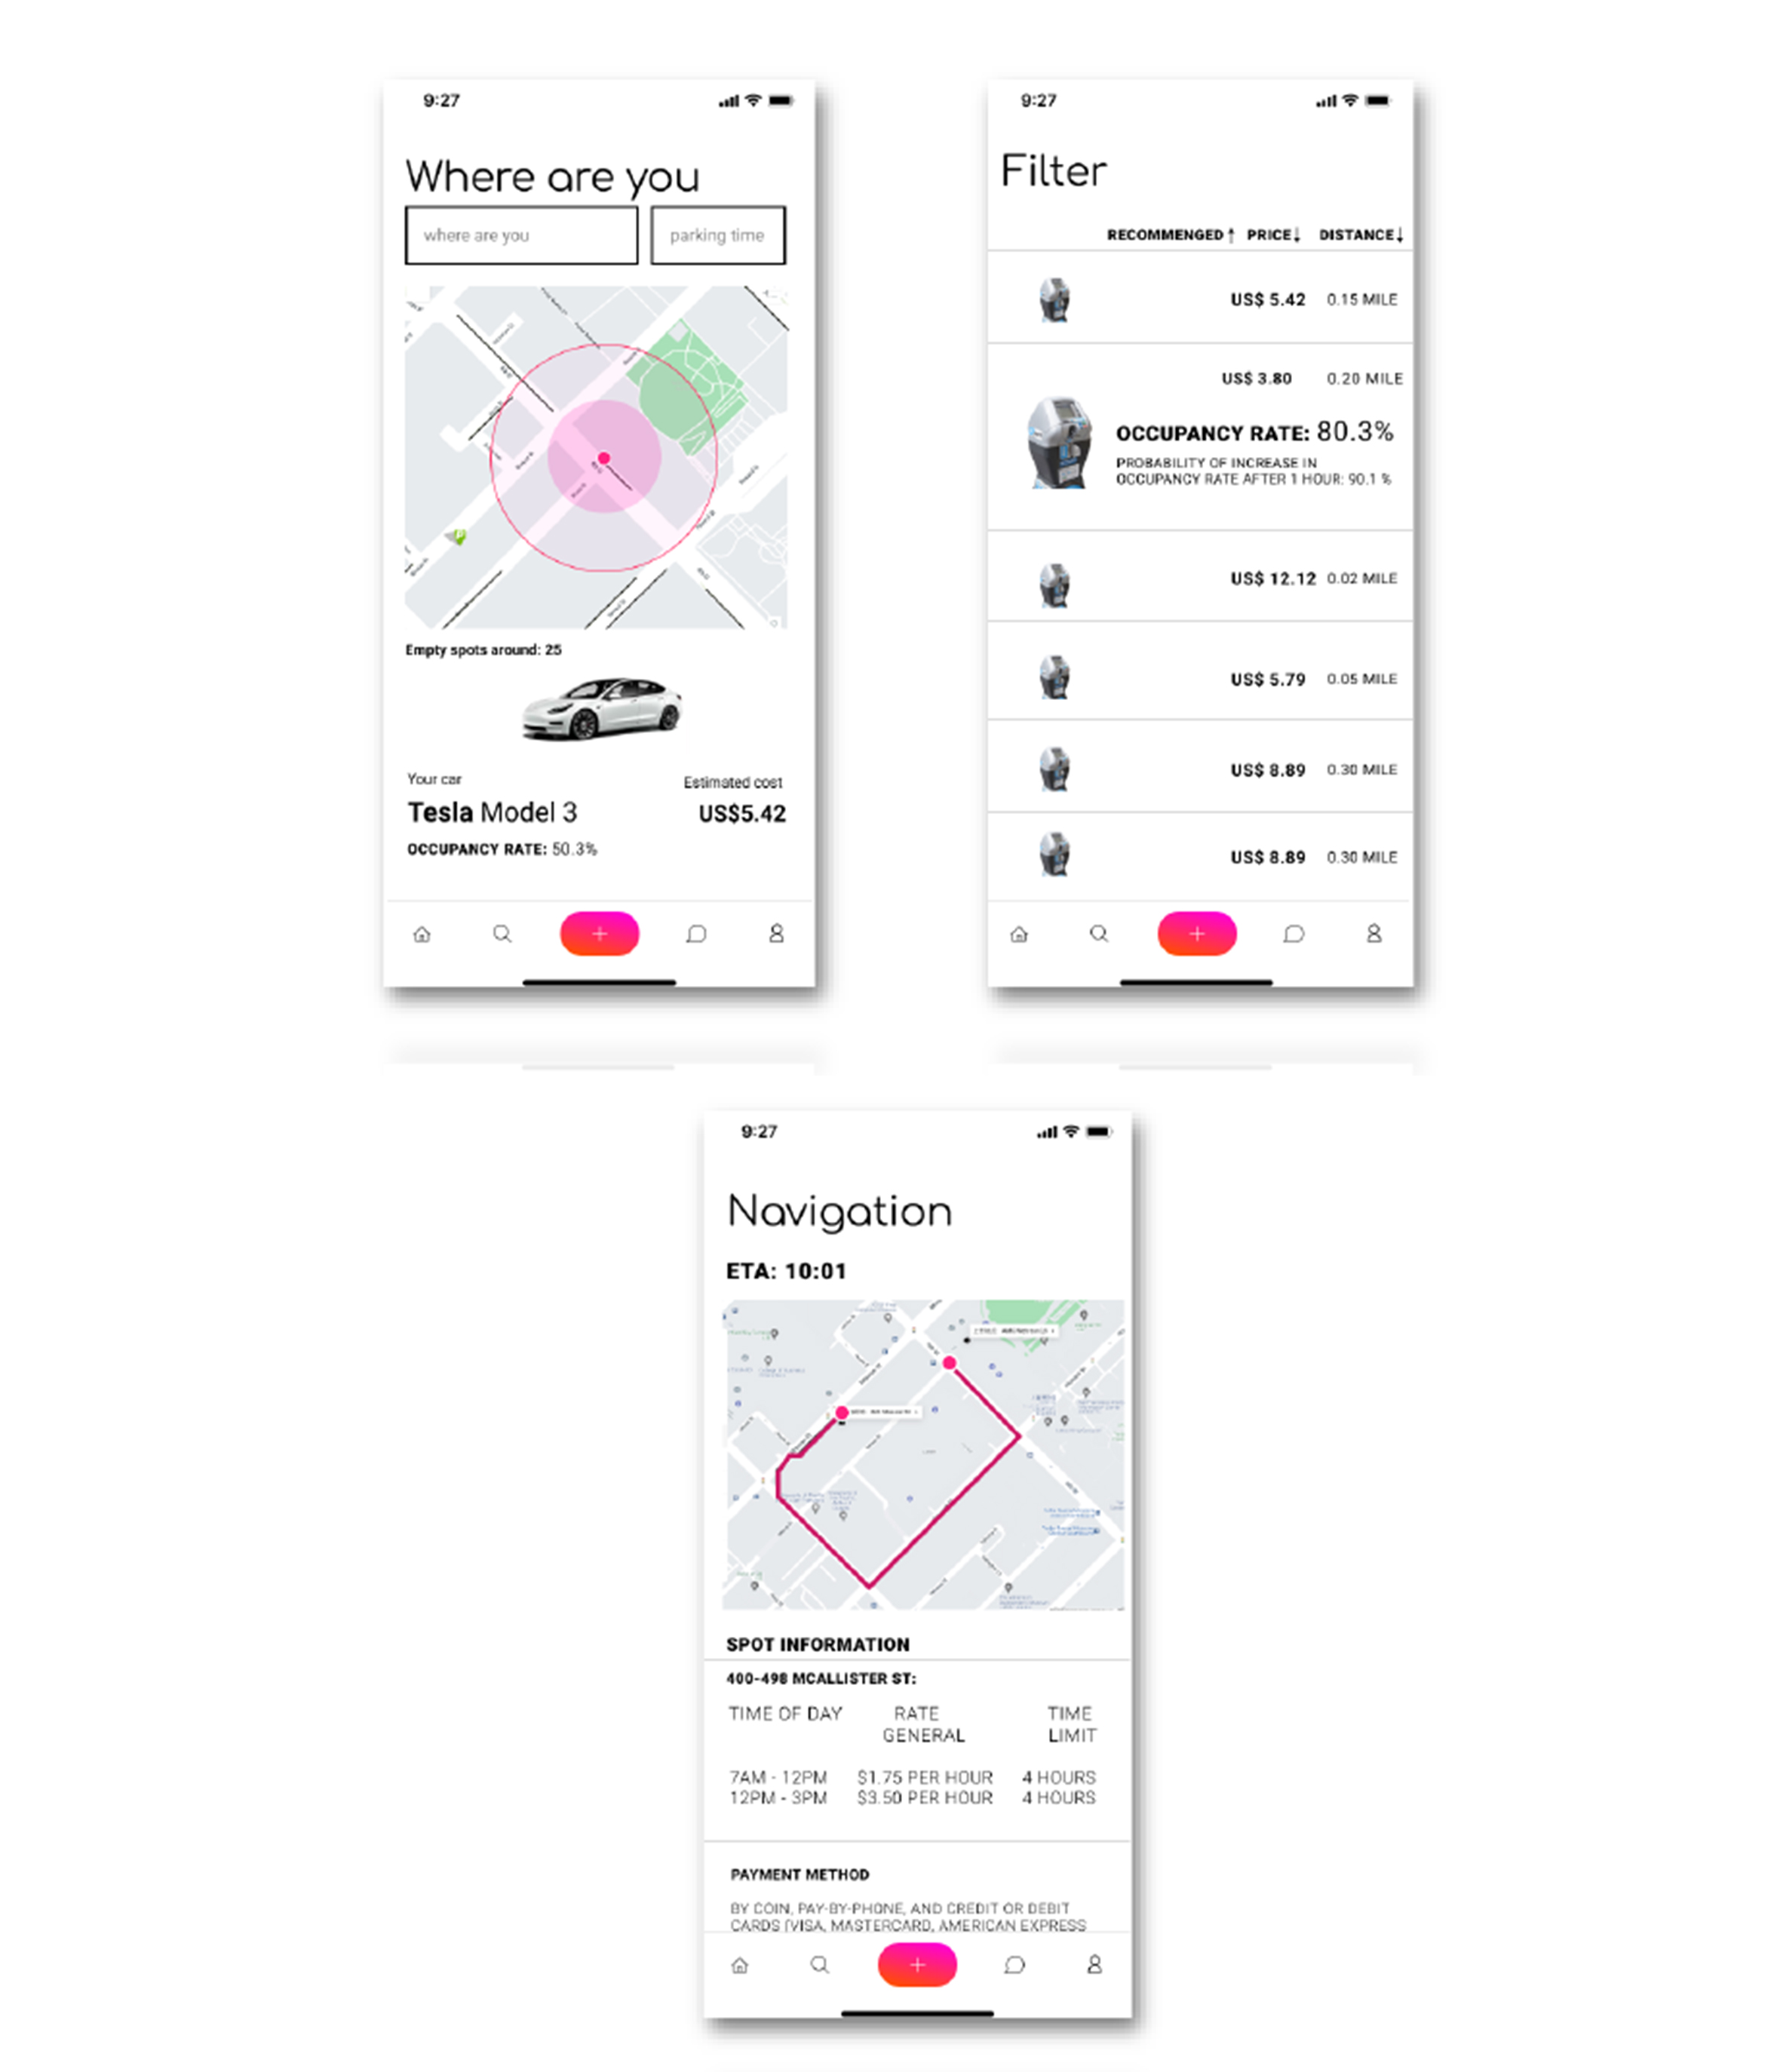 9:27
Where are you
where are you
parking time
Empty spots around: 25
Your car
Estimated cost
Tesla Model 3
US$5.42
OCCUPANCY RATE: 50.3%
9:27
Filter
RECOMMENGED↑ PRICE↓ DISTANCE↓
US$ 5.42 0.15 MILE
US$ 3.80 0.20 MILE
OCCUPANCY RATE: 80.3%
PROBABILITY OF INCREASE IN
OCCUPANCY RATE AFTER 1 HOUR: 90.1 %
US$ 12.12 0.02 MILE
US$ 5.79 0.05 MILE
US$ 8.89 0.30 MILE
US$ 8.89 0.30 MILE
9:27
Navigation
ETA: 10:01
SPOT INFORMATION
400-498 MCALLISTER ST:
TIME OF DAY RATE TIME
GENERAL LIMIT
7AM - 12PM $1.75 PER HOUR 4 HOURS
12PM - 3PM $3.50 PER HOUR 4 HOURS
PAYMENT METHOD
BY COIN, PAY-BY-PHONE, AND CREDIT OR DEBIT
CARDS (VISA, MASTERCARD, AMERICAN EXPRESS